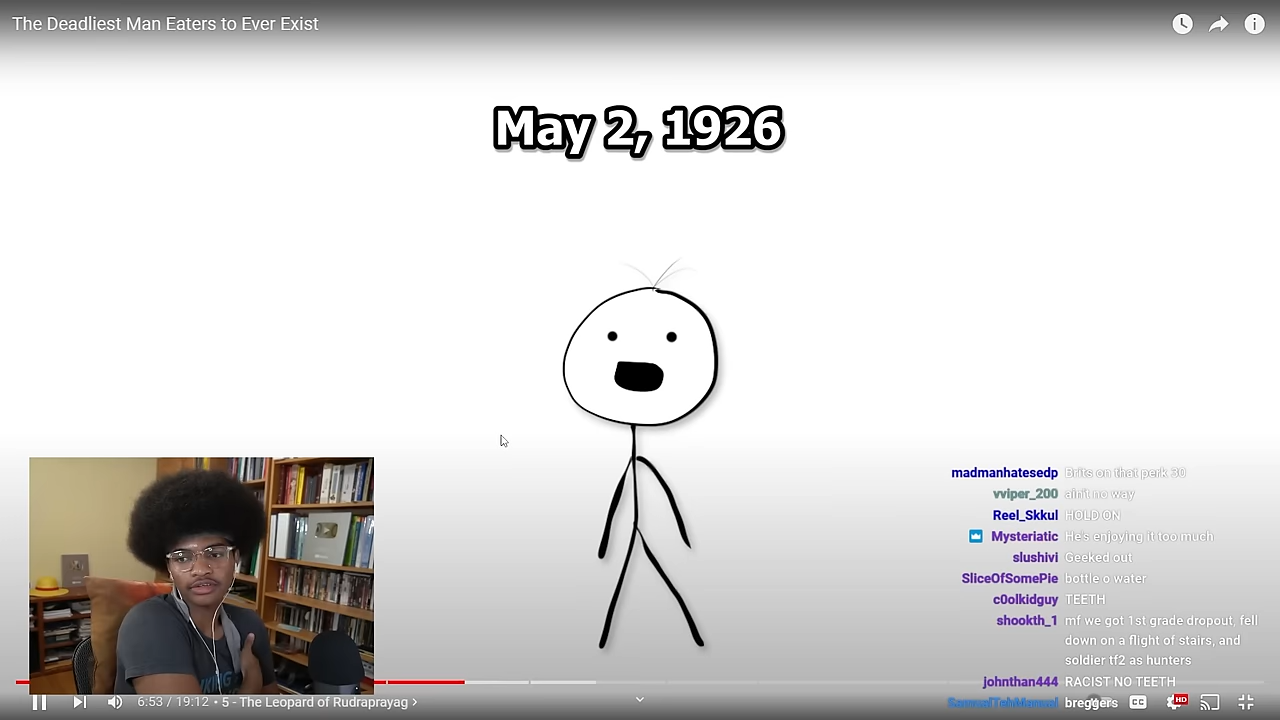 The Deadliest Man Eaters to Ever Exist
May 2, 1926
madmanhatesedp Brits on that perk 30
vviper_200 ain't no way
Reel_Skkul HOLD ON
Mysteriatic He's enjoying it too much
slushivi Geeked out
SliceOfSomePie bottle o water
c0olkidguy TEETH
shookth_1 mf we got 1st grade dropout, fell
down on a flight of stairs, and
soldier tf2 as hunters
johnthan444 RACIST NO TEETH
breggers
6:53 / 19:12 • 5 - The Leopard of Rudraprayag
CC
HD